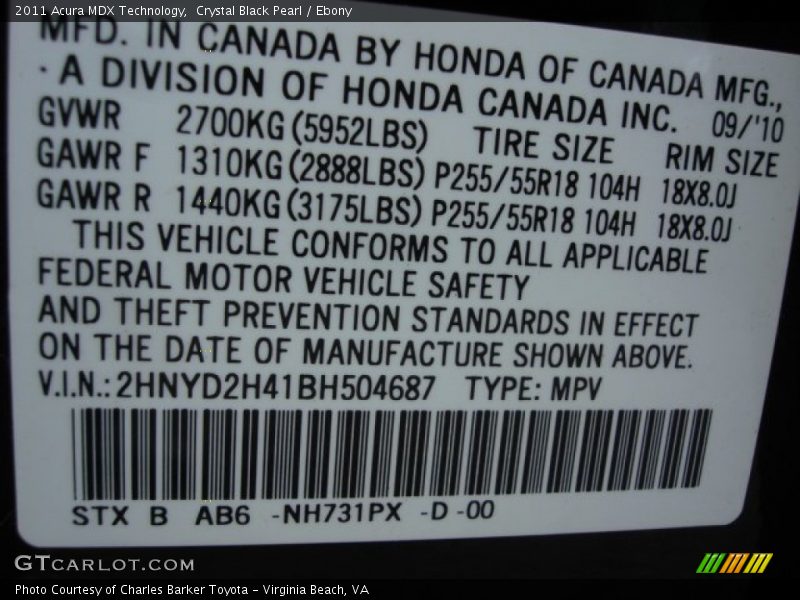 2011 Acura MDX Technology,  Crystal Black Pearl / Ebony
MFD. IN CANADA BY HONDA OF CANADA MFG.,
· A DIVISION OF HONDA CANADA INC. 09/'10
GVWR 2700KG (5952LBS) TIRE SIZE RIM SIZE
GAWR F 1310KG (2888LBS) P255/55R18 104H 18X8.0J
GAWR R 1440KG (3175LBS) P255/55R18 104H 18X8.0J
THIS VEHICLE CONFORMS TO ALL APPLICABLE
FEDERAL MOTOR VEHICLE SAFETY
AND THEFT PREVENTION STANDARDS IN EFFECT
ON THE DATE OF MANUFACTURE SHOWN ABOVE.
V.I.N.: 2HNYD2H41BH504687 TYPE: MPV
STX B AB6 -NH731PX -D -00
GTCARLOT.COM
Photo Courtesy of Charles Barker Toyota – Virginia Beach, VA